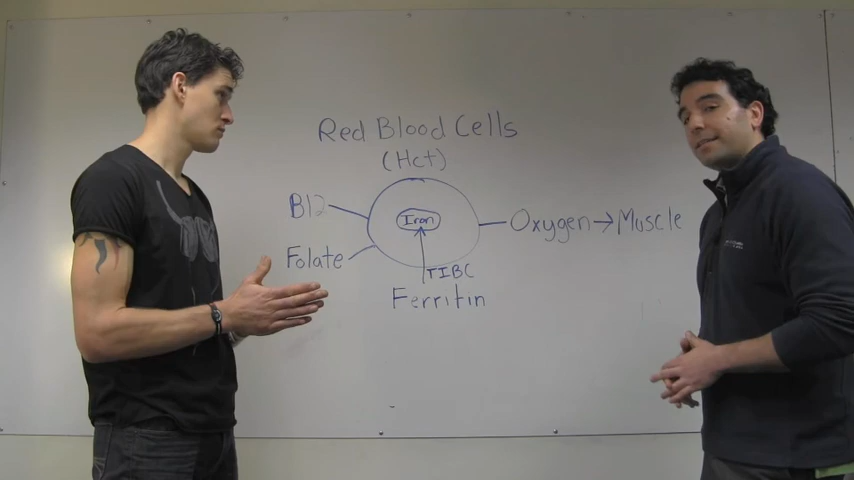 Red Blood Cells
(Hct)
B12
Iron
Oxygen → Muscle
Folate
TIBC
Ferritin